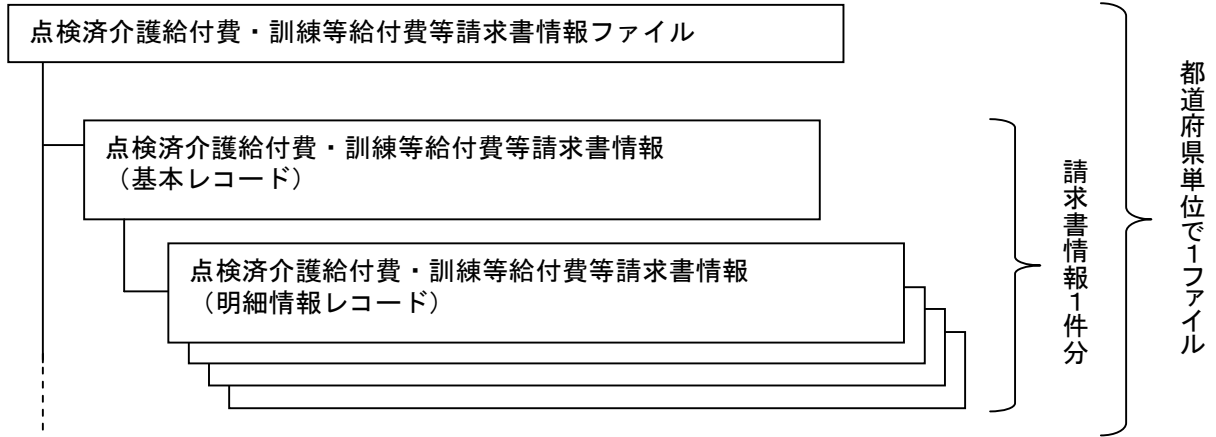 点検済介護給付費・訓練等給付費等請求書情報ファイル
点検済介護給付費・訓練等給付費等請求書情報
（基本レコード）
点検済介護給付費・訓練等給付費等請求書情報
（明細情報レコード）
請求書情報１件分
都道府県単位で１ファイル